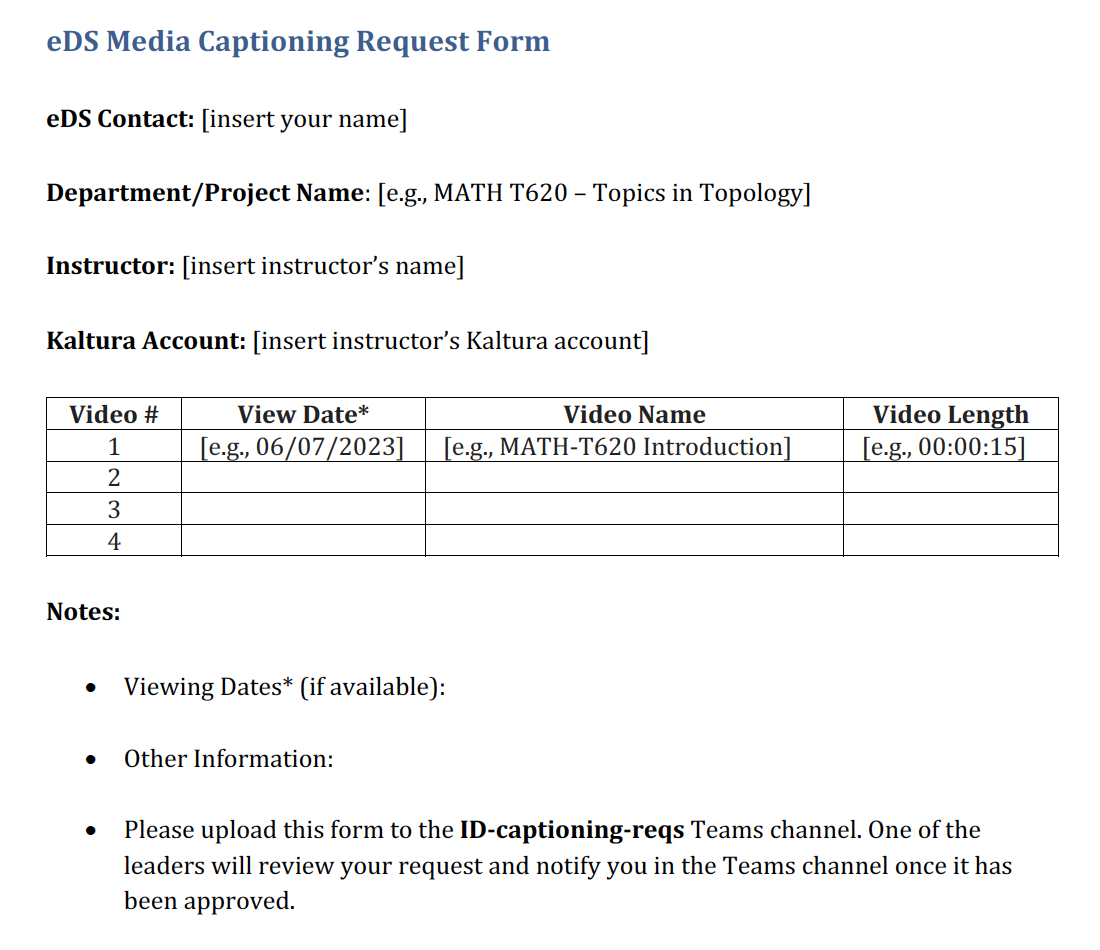 eDS Media Captioning Request Form
eDS Contact: [insert your name]
Department/Project Name: [e.g., MATH T620 – Topics in Topology]
Instructor: [insert instructor’s name]
Kaltura Account: [insert instructor’s Kaltura account]
Video # View Date* Video Name Video Length
1 [e.g., 06/07/2023] [e.g., MATH-T620 Introduction] [e.g., 00:00:15]
2
3
4
Notes:
• Viewing Dates* (if available):
• Other Information:
• Please upload this form to the ID-captioning-reqs Teams channel. One of the
leaders will review your request and notify you in the Teams channel once it has
been approved.